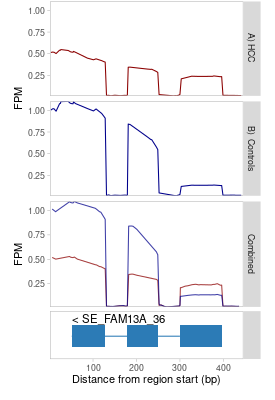 1.00
0.75
0.50
0.25
FPM
A) HCC
1.00
0.75
0.50
0.25
FPM
B) Controls
1.00
0.75
0.50
0.25
FPM
Combined
< SE_FAM13A_36
100 200 300 400
Distance from region start (bp)